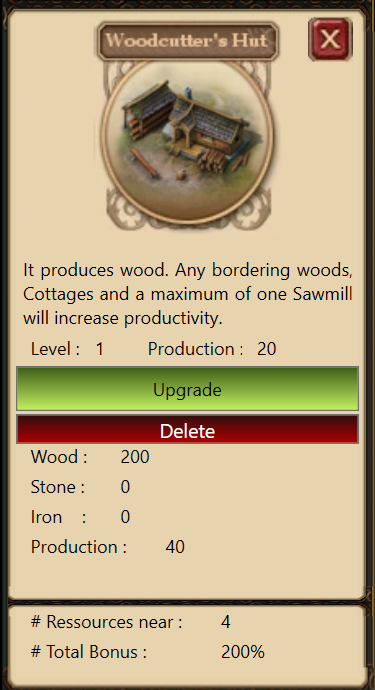 Woodcutter's Hut
X
It produces wood. Any bordering woods,
Cottages and a maximum of one Sawmill
will increase productivity.
Level : 1 Production : 20
Upgrade
Delete
Wood : 200
Stone : 0
Iron : 0
Production : 40
# Ressources near : 4
# Total Bonus : 200%